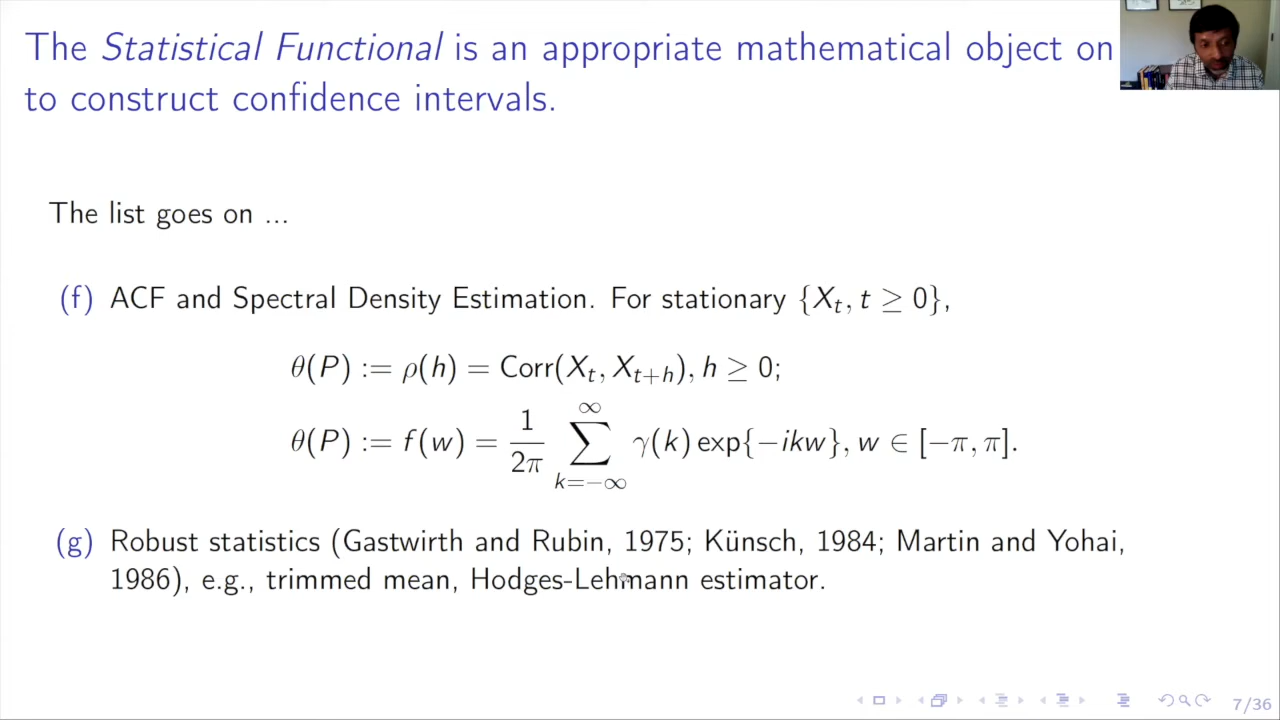 The Statistical Functional is an appropriate mathematical object on
to construct confidence intervals.
The list goes on ...
(f) ACF and Spectral Density Estimation. For stationary {X_t, t ≥ 0},
θ(P) := ρ(h) = Corr(X_t, X_{t+h}), h ≥ 0;
θ(P) := f(w) = \frac{1}{2π} \sum_{k=−∞}^{∞} γ(k) exp{−ikw}, w ∈ [−π, π].
(g) Robust statistics (Gastwirth and Rubin, 1975; Künsch, 1984; Martin and Yohai,
1986), e.g., trimmed mean, Hodges-Lehmann estimator.
7/36